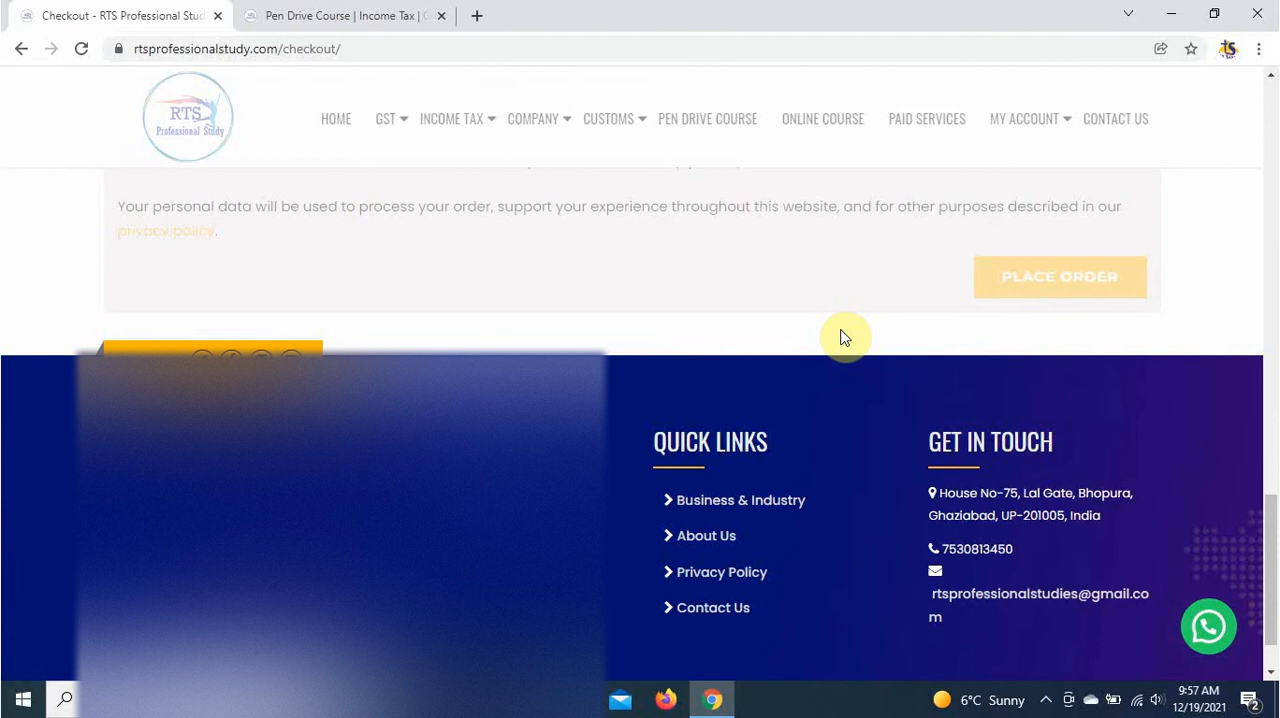 Checkout - RTS Professional Stud
Pen Drive Course | Income Tax | G
rtsprofessionalstudy.com/checkout/
RTS
Professional Study
HOME GST INCOME TAX COMPANY CUSTOMS PEN DRIVE COURSE ONLINE COURSE PAID SERVICES MY ACCOUNT CONTACT US
Your personal data will be used to process your order, support your experience throughout this website, and for other purposes described in our
privacy policy.
PLACE ORDER
QUICK LINKS
Business & Industry
About Us
Privacy Policy
Contact Us
GET IN TOUCH
House No-75, Lal Gate, Bhopura,
Ghaziabad, UP-201005, India
7530813450
rtsprofessionalstudies@gmail.co
m
6°C Sunny
9:57 AM
12/19/2021
2